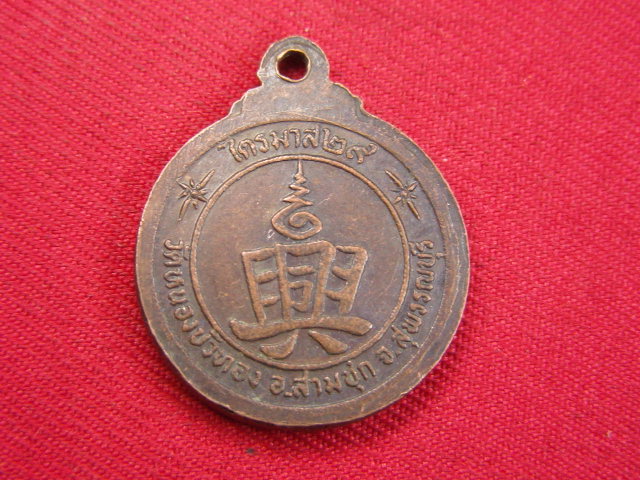 ไตรมาส๒๙
興
วัดหนองบัวทอง อ.สามชุก จ.สุพรรณบุรี